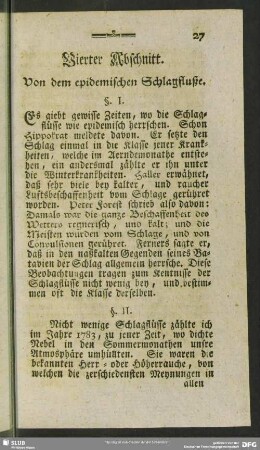 27
Vierter Abschnitt.
Von dem epidemischen Schlagflusse.
§. I.
Es giebt gewisse Zeiten, wo die Schlag-
flüsse wie epidemisch herrschen. Schon
Hippokrat meldete davon. Er setzte den
Schlag einmal in die Klasse jener Krank-
heiten, welche im Aerndemonathe entste-
hen, ein andersmal zählte er ihn unter
die Winterkrankheiten. Haller erwähnet,
daß sehr viele bey kalter, und raucher
Luftsbeschaffenheit vom Schlage gerühret
worden. Peter Forest schrieb also davon:
Damals war die ganze Beschaffenheit des
Wetters regnerisch, und kalt; und die
Meisten wurden vom Schlage, und von
Convulsionen gerühret. Ferners sagte er,
daß in den naßkalten Gegenden seines Ba-
tavien der Schlag allgemein herrsche. Diese
Beobachtungen tragen zum Kentnisse der
Schlagflüsse nicht wenig bey, und bestim-
men oft die Klasse derselben.
§. II.
Nicht wenige Schlagflüsse zählte ich
im Jahre 1783, zu jener Zeit, wo dichte
Nebel in den Sommermonathen unsre
Atmosphäre umhüllten. Sie waren die
bekannten Herr- oder Höherrauche, von
welchen die zerschiedensten Meynungen in
allen
SLUB
DFG